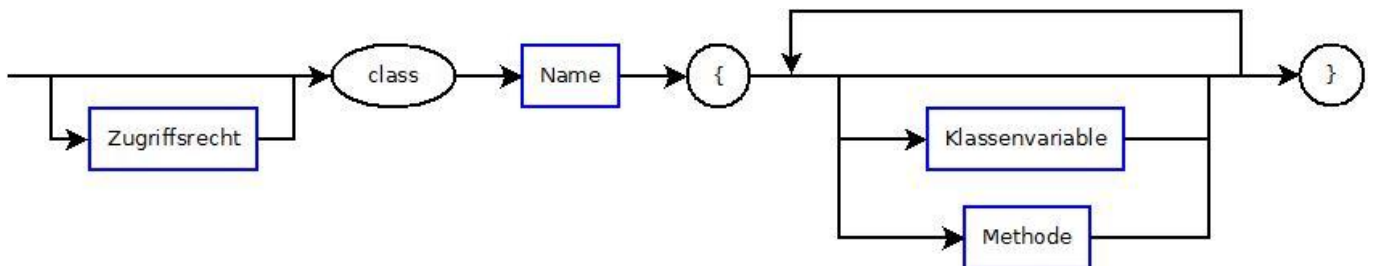 class
Name
{
}
Zugriffsrecht
Klassenvariable
Methode